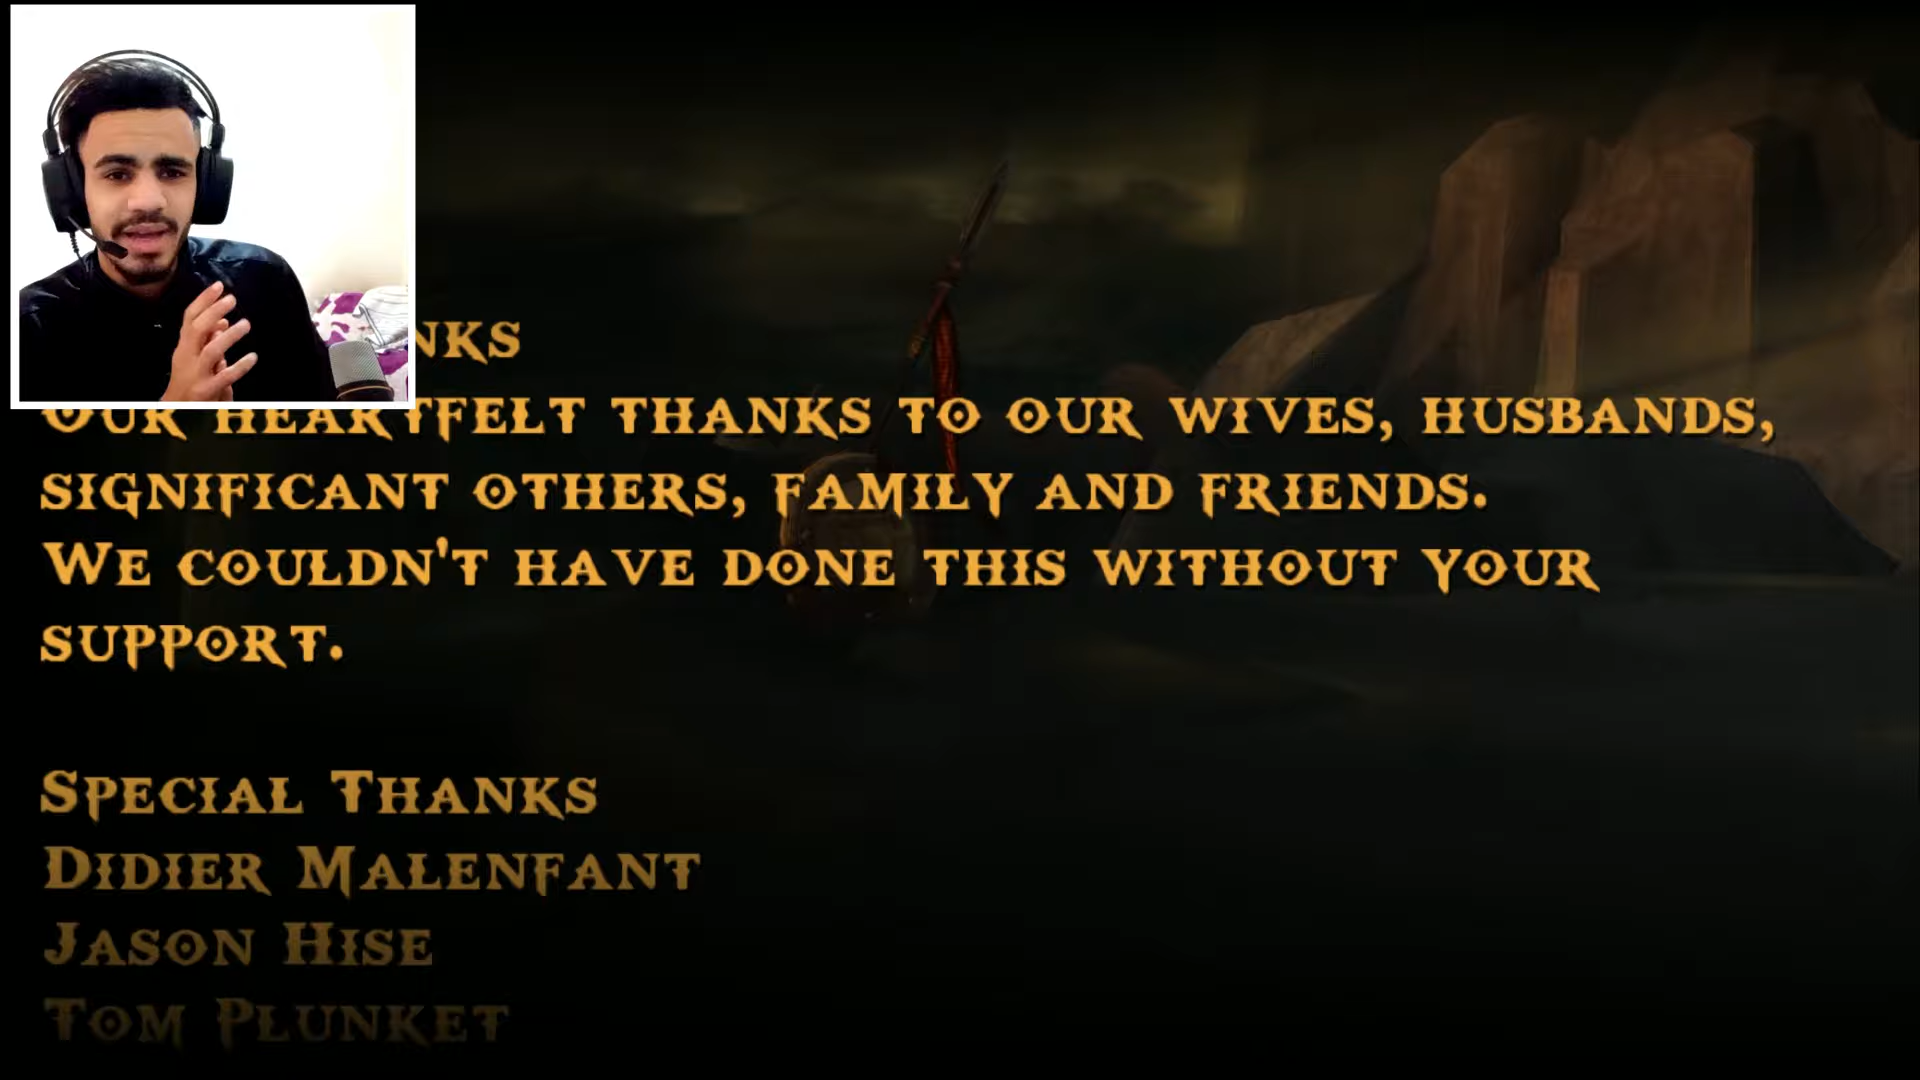 NKS
OUR HEARTFELT THANKS TO OUR WIVES, HUSBANDS,
SIGNIFICANT OTHERS, FAMILY AND FRIENDS.
WE COULDN'T HAVE DONE THIS WITHOUT YOUR
SUPPORT.
SPECIAL THANKS
DIDIER MALENFANT
JASON HISE
TOM PLUNKET